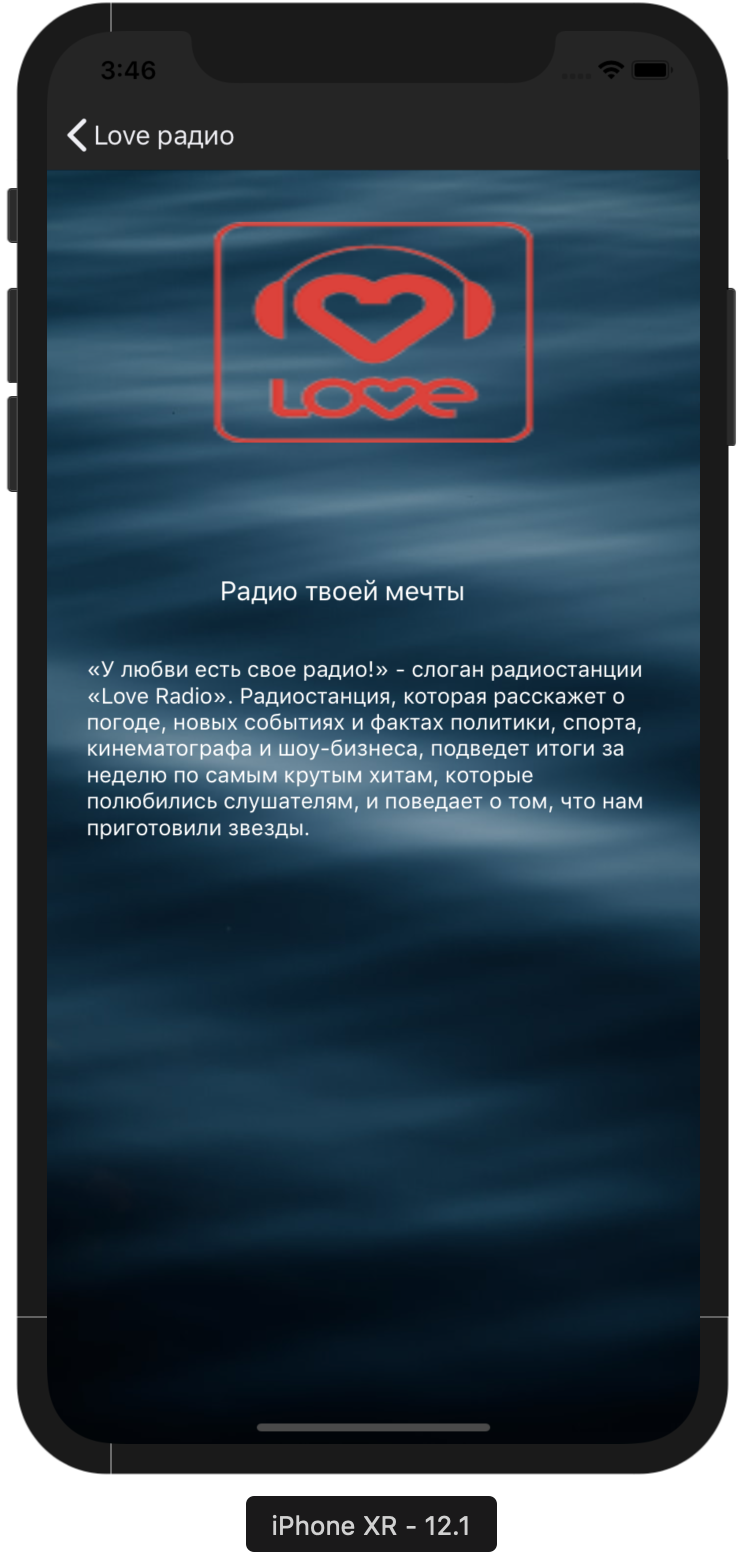 3:46
Love радио
LOVE
Радио твоей мечты
«У любви есть свое радио!» - слоган радиостанции
«Love Radio». Радиостанция, которая расскажет о
погоде, новых событиях и фактах политики, спорта,
кинематографа и шоу-бизнеса, подведет итоги за
неделю по самым крутым хитам, которые
полюбились слушателям, и поведает о том, что нам
приготовили звезды.
iPhone XR - 12.1